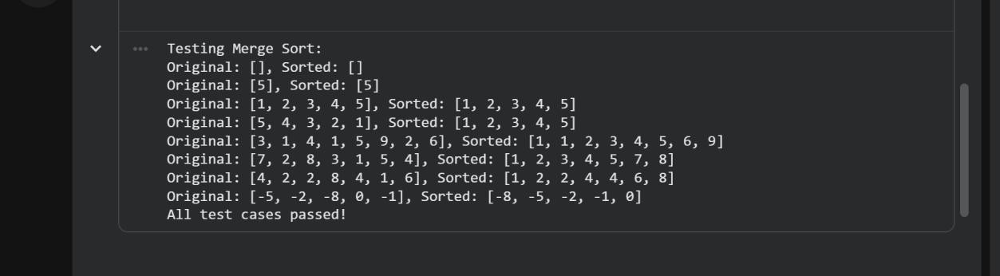 Testing Merge Sort:
Original: [], Sorted: []
Original: [5], Sorted: [5]
Original: [1, 2, 3, 4, 5], Sorted: [1, 2, 3, 4, 5]
Original: [5, 4, 3, 2, 1], Sorted: [1, 2, 3, 4, 5]
Original: [3, 1, 4, 1, 5, 9, 2, 6], Sorted: [1, 1, 2, 3, 4, 5, 6, 9]
Original: [7, 2, 8, 3, 1, 5, 4], Sorted: [1, 2, 3, 4, 5, 7, 8]
Original: [4, 2, 2, 8, 4, 1, 6], Sorted: [1, 2, 2, 4, 4, 6, 8]
Original: [-5, -2, -8, 0, -1], Sorted: [-8, -5, -2, -1, 0]
All test cases passed!